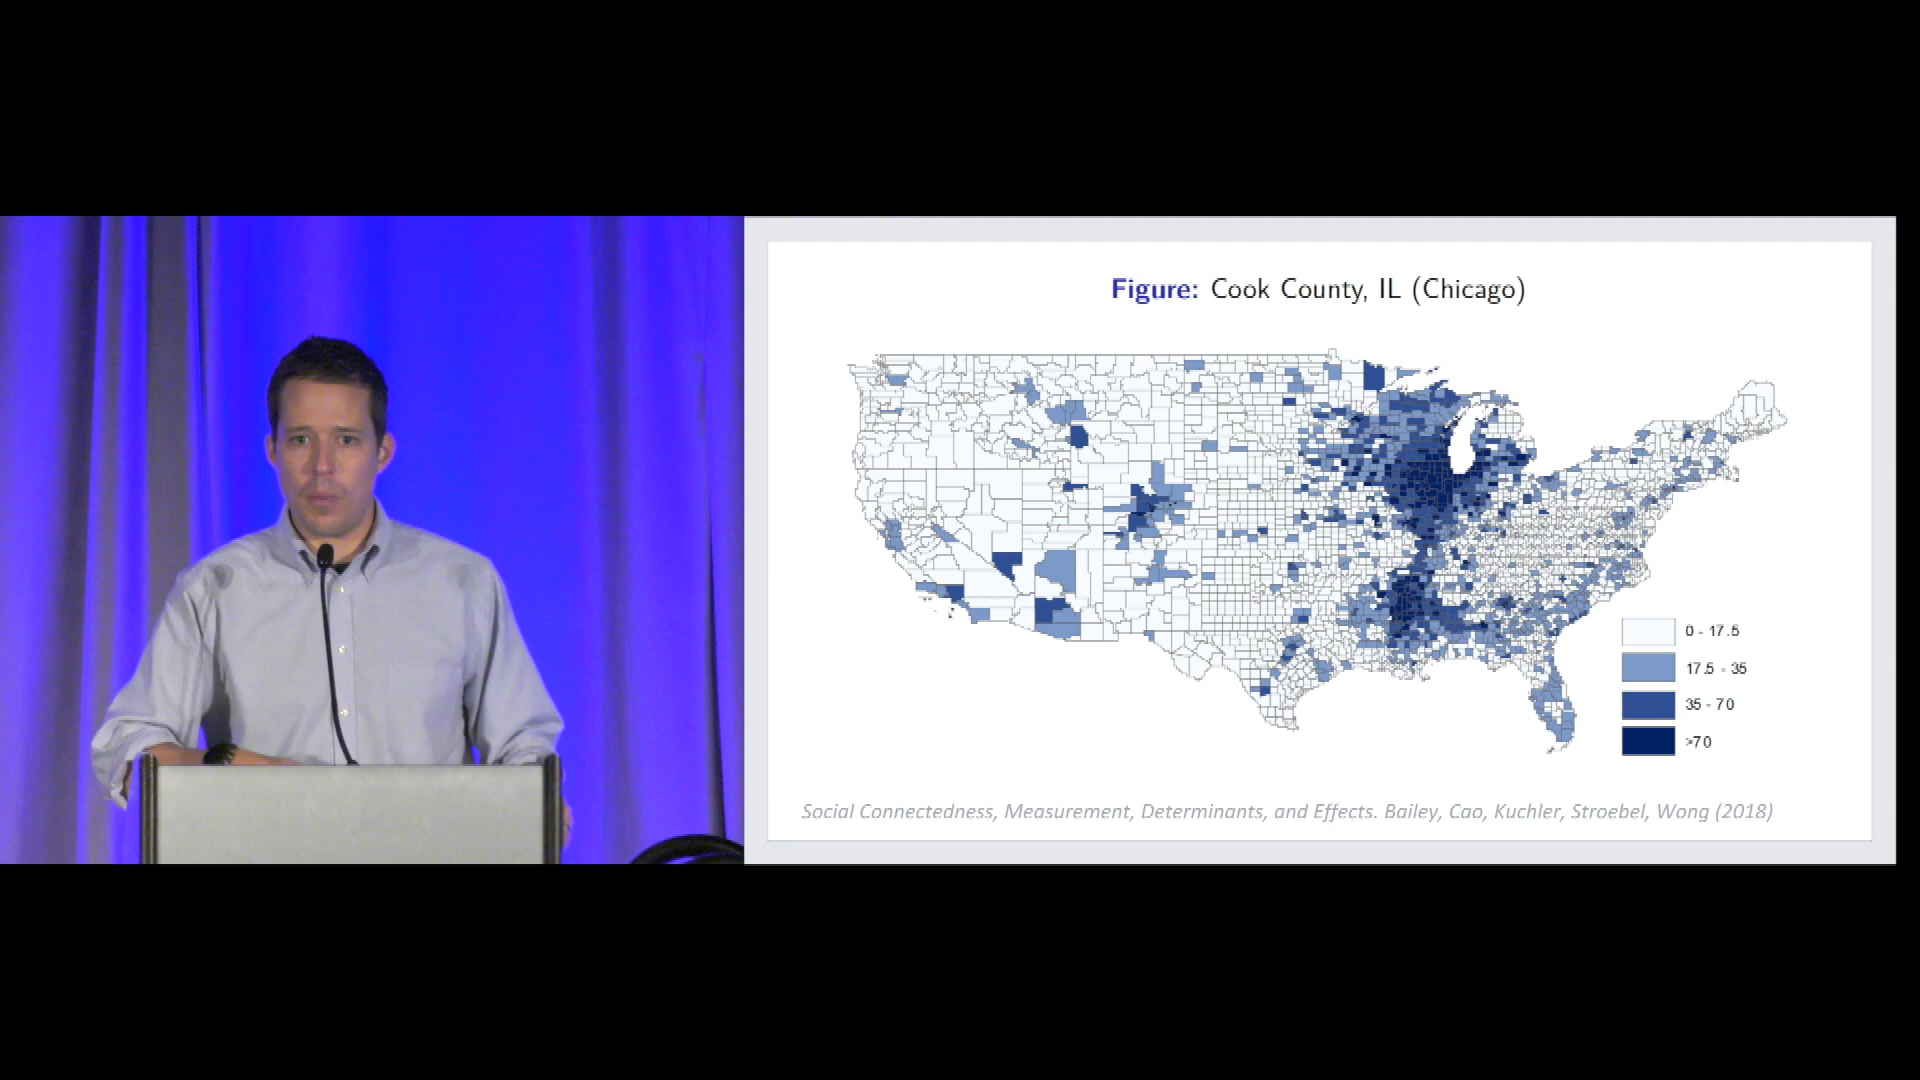 Figure: Cook County, IL (Chicago)
0 - 17.5
17.5 - 35
35 - 70
>70
Social Connectedness, Measurement, Determinants, and Effects. Bailey, Cao, Kuchler, Stroebel, Wong (2018)